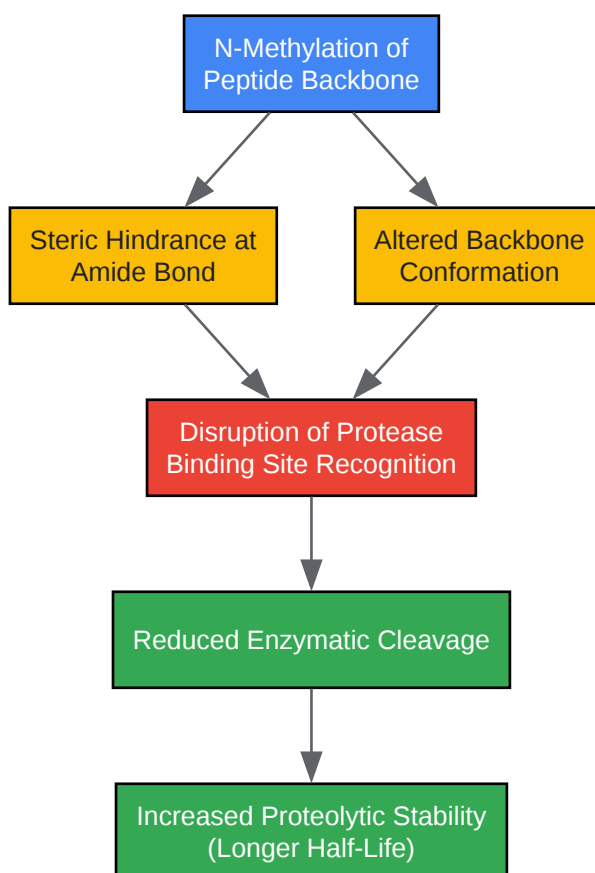 N-Methylation of
Peptide Backbone
Steric Hindrance at
Amide Bond
Altered Backbone
Conformation
Disruption of Protease
Binding Site Recognition
Reduced Enzymatic Cleavage
Increased Proteolytic Stability
(Longer Half-Life)